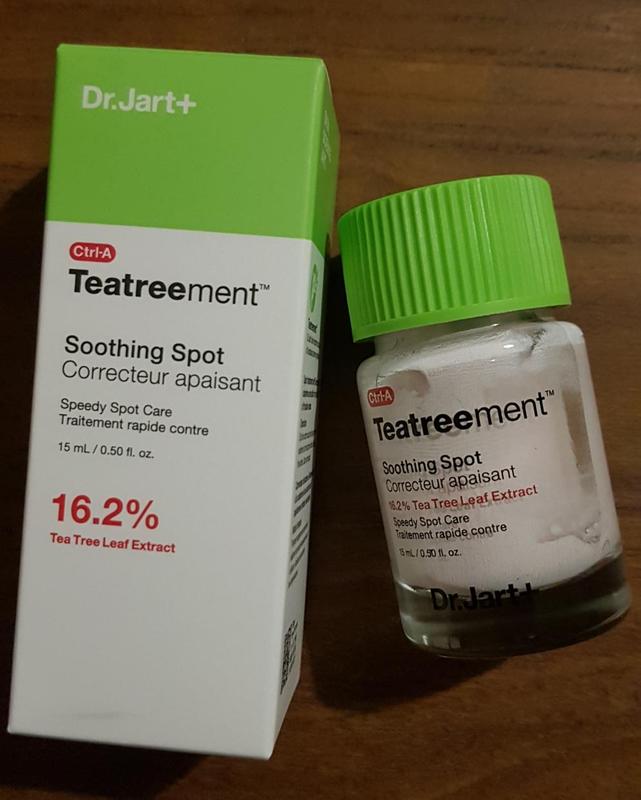 Dr.Jart+
Ctrl-A
Teatreement™
Soothing Spot
Correcteur apaisant
Speedy Spot Care
Traitement rapide contre
15 mL / 0.50 fl. oz.
16.2%
Tea Tree Leaf Extract
Ctrl-A
Teatreement™
Soothing Spot
Correcteur apaisant
16.2% Tea Tree Leaf Extract
Speedy Spot Care
Traitement rapide contre
15 mL / 0.50 fl. oz.
Dr.Jart+